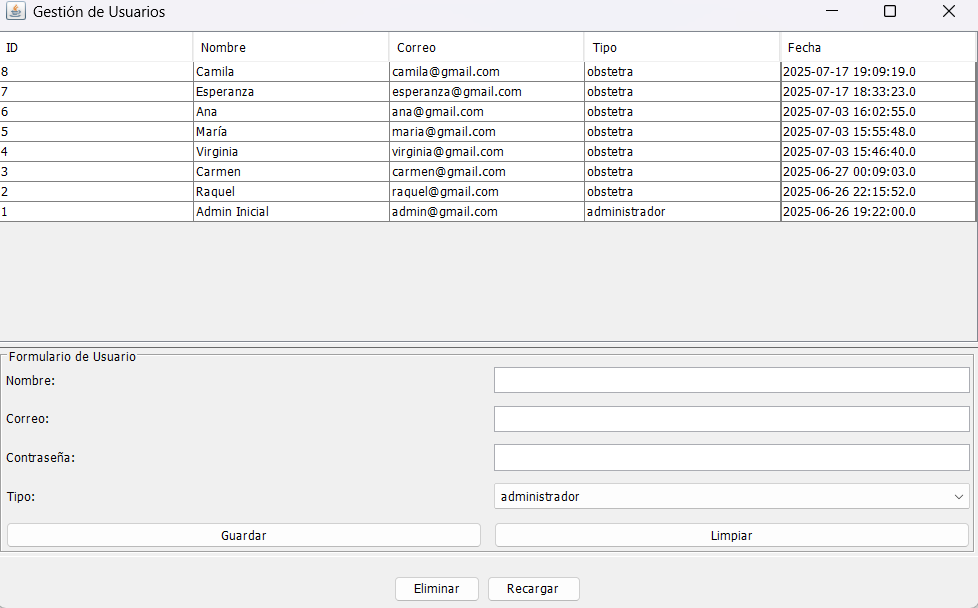 Gestión de Usuarios
ID Nombre Correo Tipo Fecha
8 Camila camila@gmail.com obstetra 2025-07-17 19:09:19.0
7 Esperanza esperanza@gmail.com obstetra 2025-07-17 18:33:23.0
6 Ana ana@gmail.com obstetra 2025-07-03 16:02:55.0
5 María maria@gmail.com obstetra 2025-07-03 15:55:48.0
4 Virginia virginia@gmail.com obstetra 2025-07-03 15:46:40.0
3 Carmen carmen@gmail.com obstetra 2025-06-27 00:09:03.0
2 Raquel raquel@gmail.com obstetra 2025-06-26 22:15:52.0
1 Admin Inicial admin@gmail.com administrador 2025-06-26 19:22:00.0
Formulario de Usuario
Nombre:
Correo:
Contraseña:
Tipo: administrador
Guardar Limpiar
Eliminar Recargar